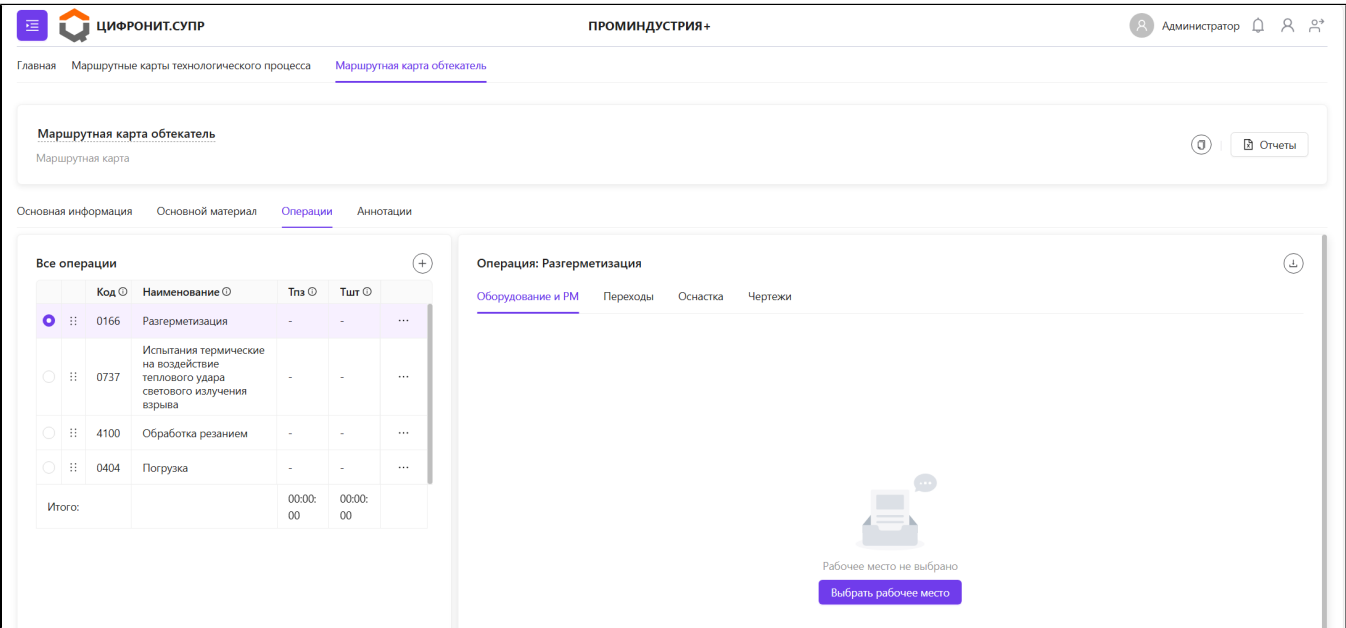 ЦИФРОНИТ.СУПР
ПРОМИНДУСТРИЯ+
Администратор
Главная Маршрутные карты технологического процесса Маршрутная карта обтекатель
Маршрутная карта обтекатель
Маршрутная карта
Отчеты
Основная информация Основной материал Операции Аннотации
Все операции
Код Наименование Тпз Тшт
0166 Разгерметизация - -
Испытания термические
на воздействие
0737 теплового удара - -
светового излучения
взрыва
4100 Обработка резанием - -
0404 Погрузка - -
Итого: 00:00: 00:00:
00 00
Операция: Разгерметизация
Оборудование и РМ Переходы Оснастка Чертежи
Рабочее место не выбрано
Выбрать рабочее место